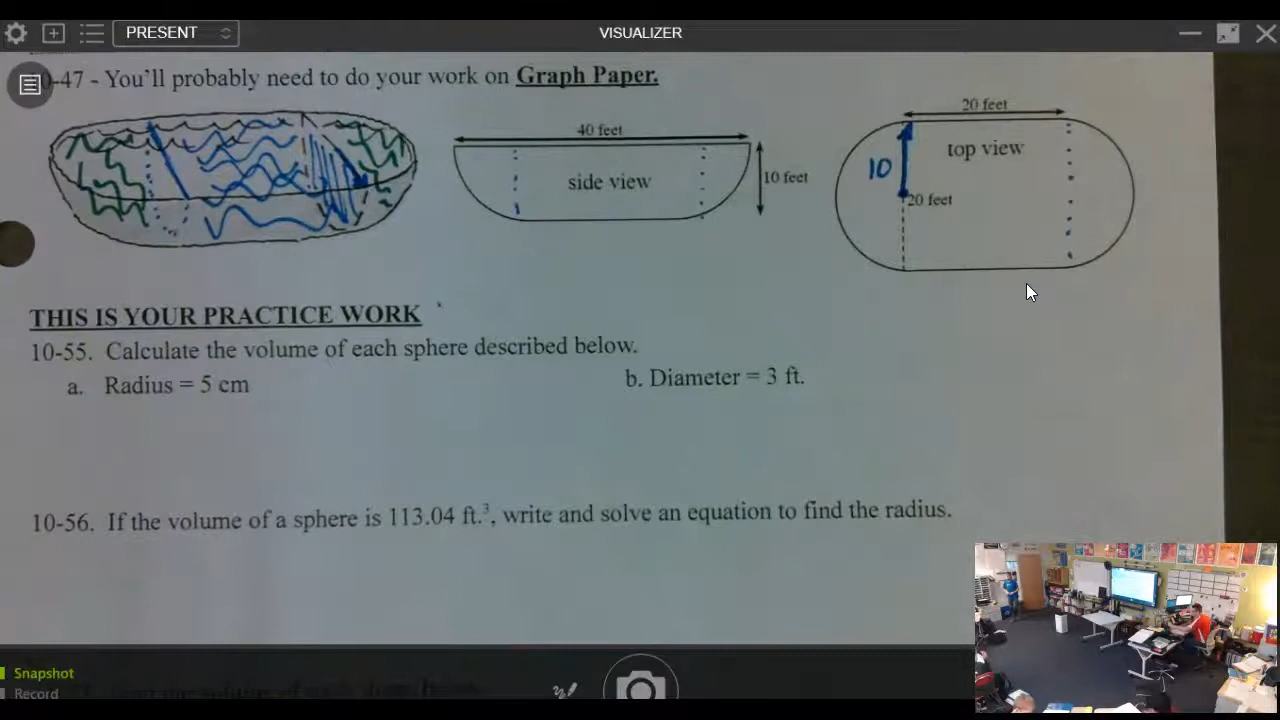 PRESENT
VISUALIZER
-47 - You'll probably need to do your work on Graph Paper.
40 feet
side view
10 feet
20 feet
top view
10
20 feet
THIS IS YOUR PRACTICE WORK
10-55. Calculate the volume of each sphere described below.
a. Radius = 5 cm
b. Diameter = 3 ft.
10-56. If the volume of a sphere is 113.04 ft.³, write and solve an equation to find the radius.
Snapshot
Record